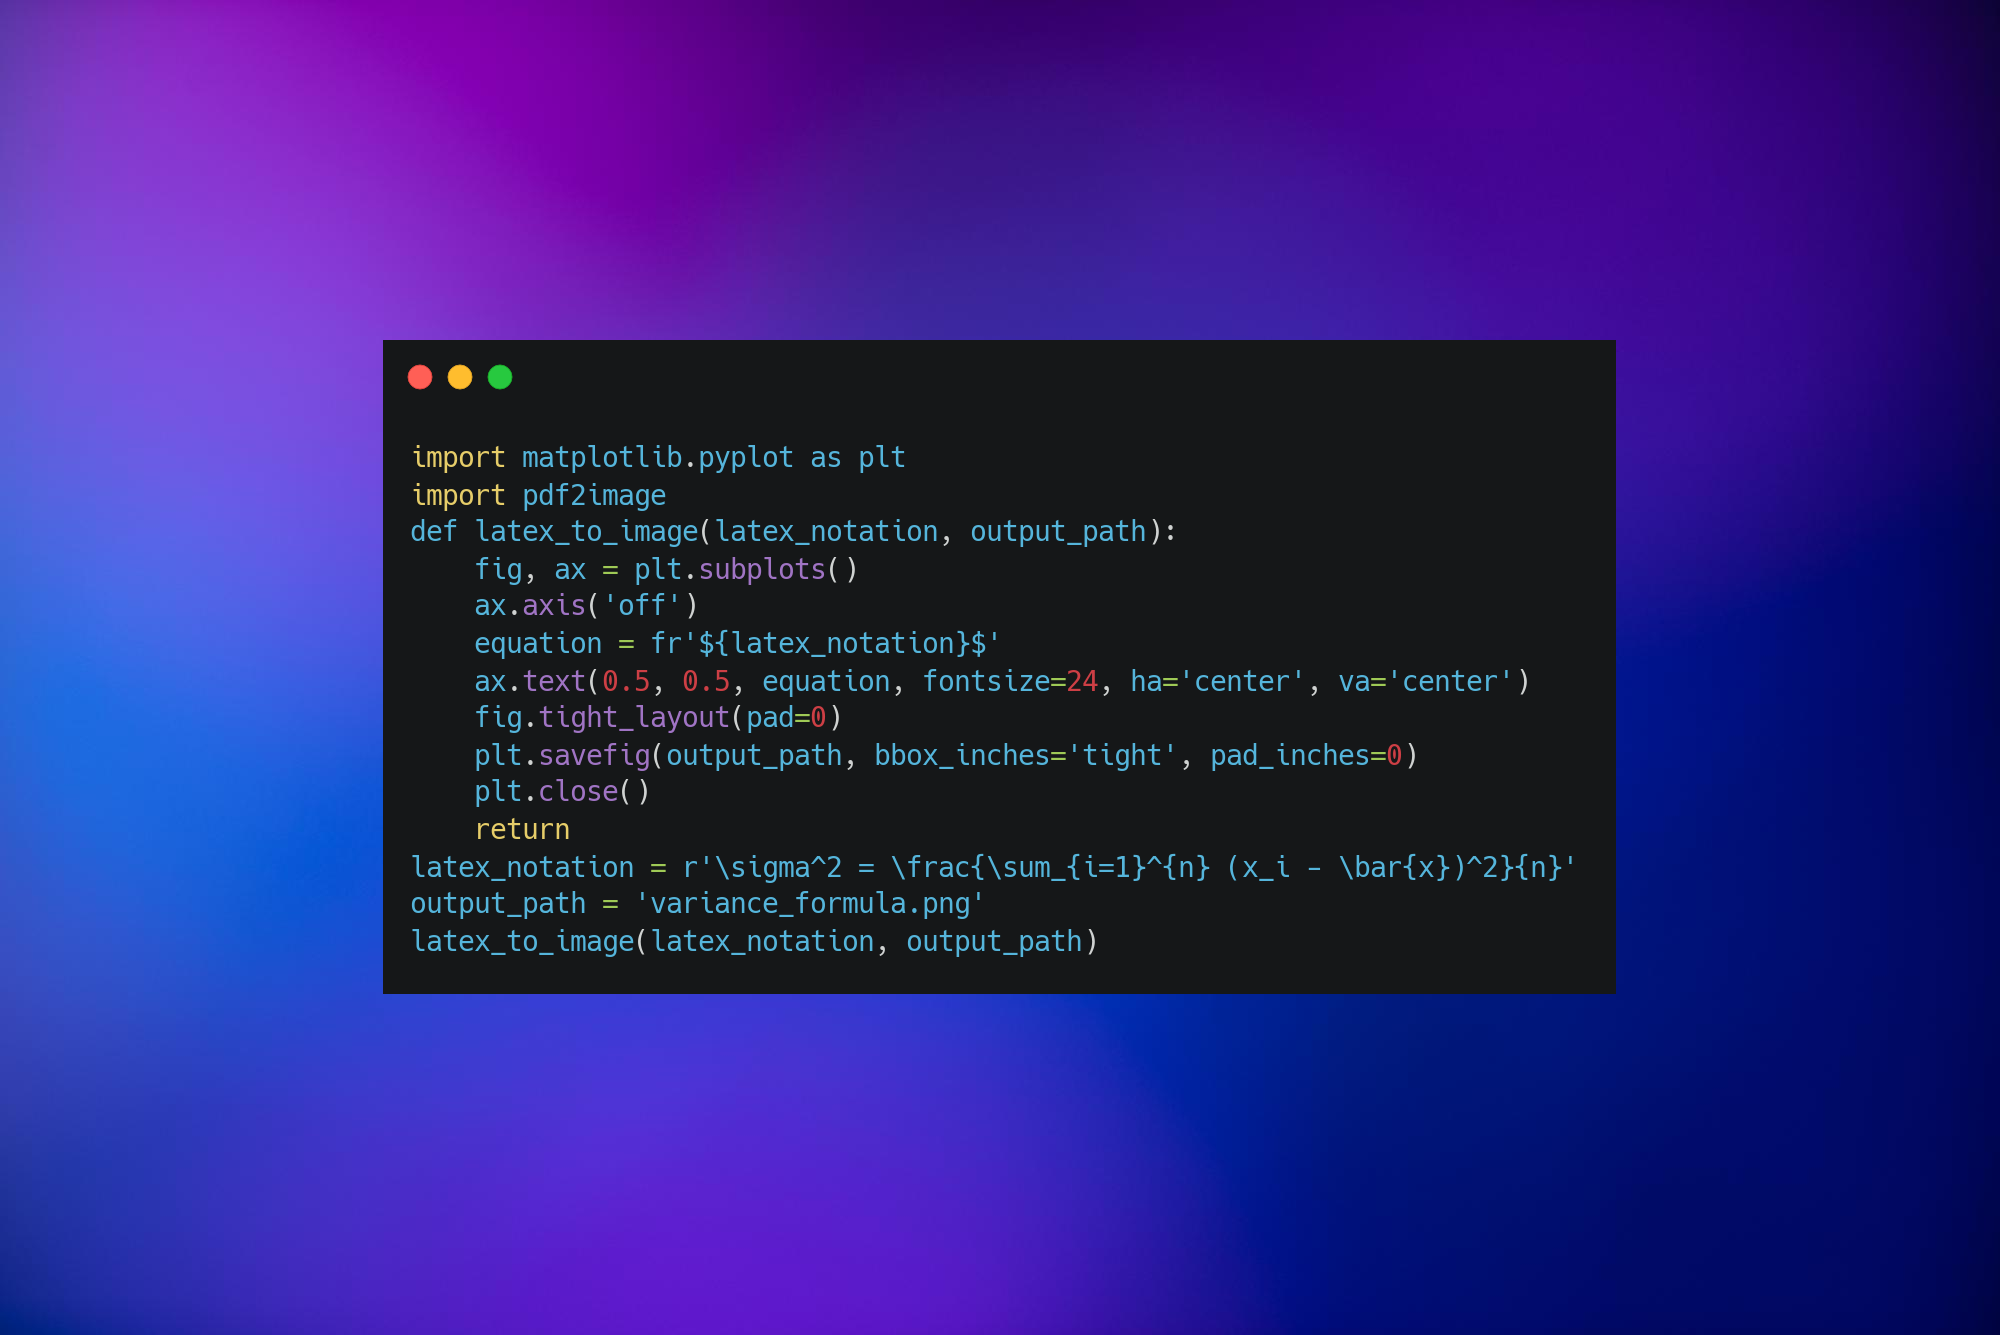 import matplotlib.pyplot as plt
import pdf2image
def latex_to_image(latex_notation, output_path):
    fig, ax = plt.subplots()
    ax.axis('off')
    equation = fr'${latex_notation}$'
    ax.text(0.5, 0.5, equation, fontsize=24, ha='center', va='center')
    fig.tight_layout(pad=0)
    plt.savefig(output_path, bbox_inches='tight', pad_inches=0)
    plt.close()
    return
latex_notation = r'\sigma^2 = \frac{\sum_{i=1}^{n} (x_i - \bar{x})^2}{n}'
output_path = 'variance_formula.png'
latex_to_image(latex_notation, output_path)